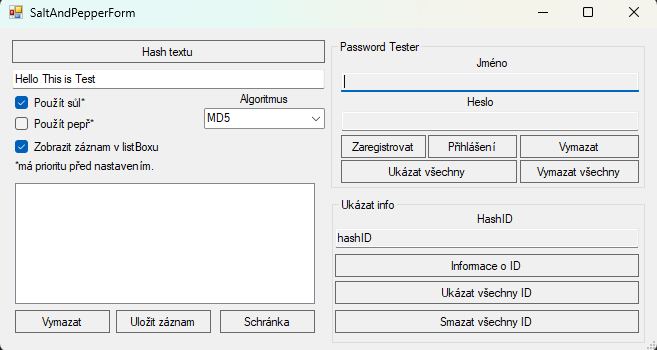 SaltAndPepperForm
Hash textu
Hello This is Test
Použít sůl*
Algoritmus
Použít pepř*
MD5
Zobrazit záznam v listBoxu
*má prioritu před nastavením.
Vymazat
Uložit záznam
Schránka
Password Tester
Jméno
Heslo
Zaregistrovat
Přihlášení
Vymazat
Ukázat všechny
Vymazat všechny
Ukázat info
HashID
hashID
Informace o ID
Ukázat všechny ID
Smazat všechny ID